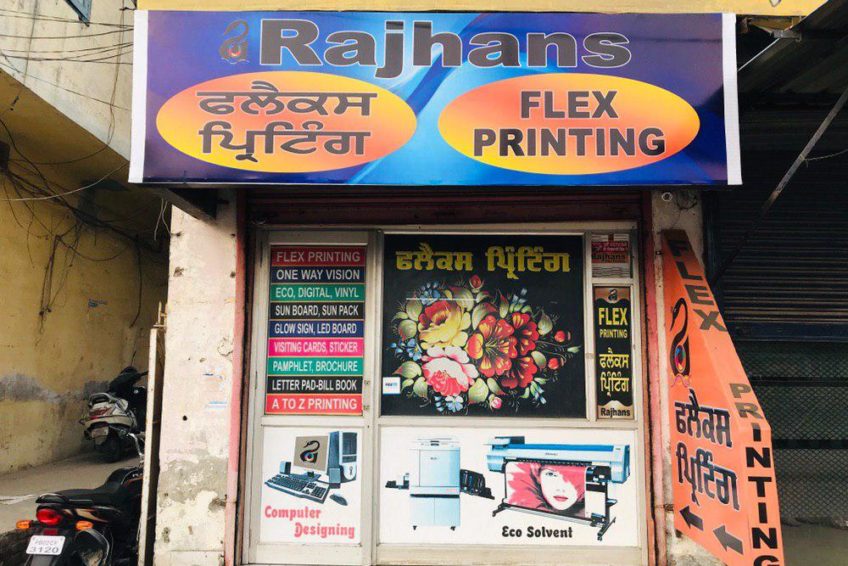 Rajhans
ਫਲੈਕਸ
ਪ੍ਰਿਟਿੰਗ
FLEX
PRINTING
FLEX PRINTING
ONE WAY VISION
ECO, DIGITAL, VINYL
SUN BOARD, SUN PACK
GLOW SIGN, LED BOARD
VISITING CARDS, STICKER
PAMPHLET, BROCHURE
LETTER PAD-BILL BOOK
A TO Z PRINTING
ਫਲੈਕਸ ਪ੍ਰਿੰਟਿੰਗ
Rajhans
FLEX
PRINTING
ਫਲੈਕਸ
ਪ੍ਰਿੰਟਿੰਗ
Rajhans
Computer
Designing
Eco Solvent
FLEX
PRINTING
ਫਲੈਕਸ
ਪ੍ਰਿਟਿੰਗ
3120